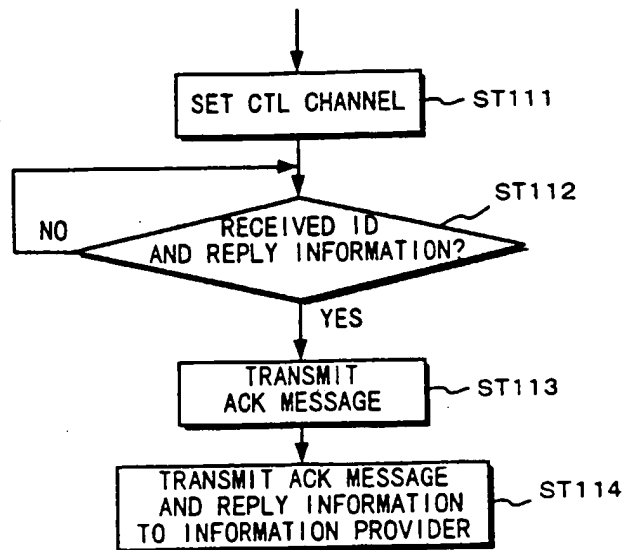 SET CTL CHANNEL
ST111
ST112
RECEIVED ID
AND REPLY INFORMATION?
NO
YES
TRANSMIT
ACK MESSAGE
ST113
TRANSMIT ACK MESSAGE
AND REPLY INFORMATION
TO INFORMATION PROVIDER
ST114